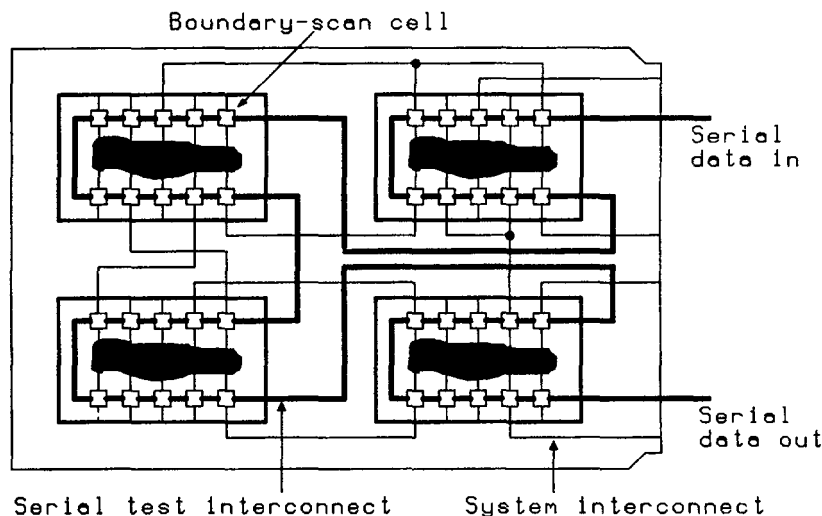 Boundary-scan cell
Serial
data in
Serial
data out
Serial test interconnect
System interconnect